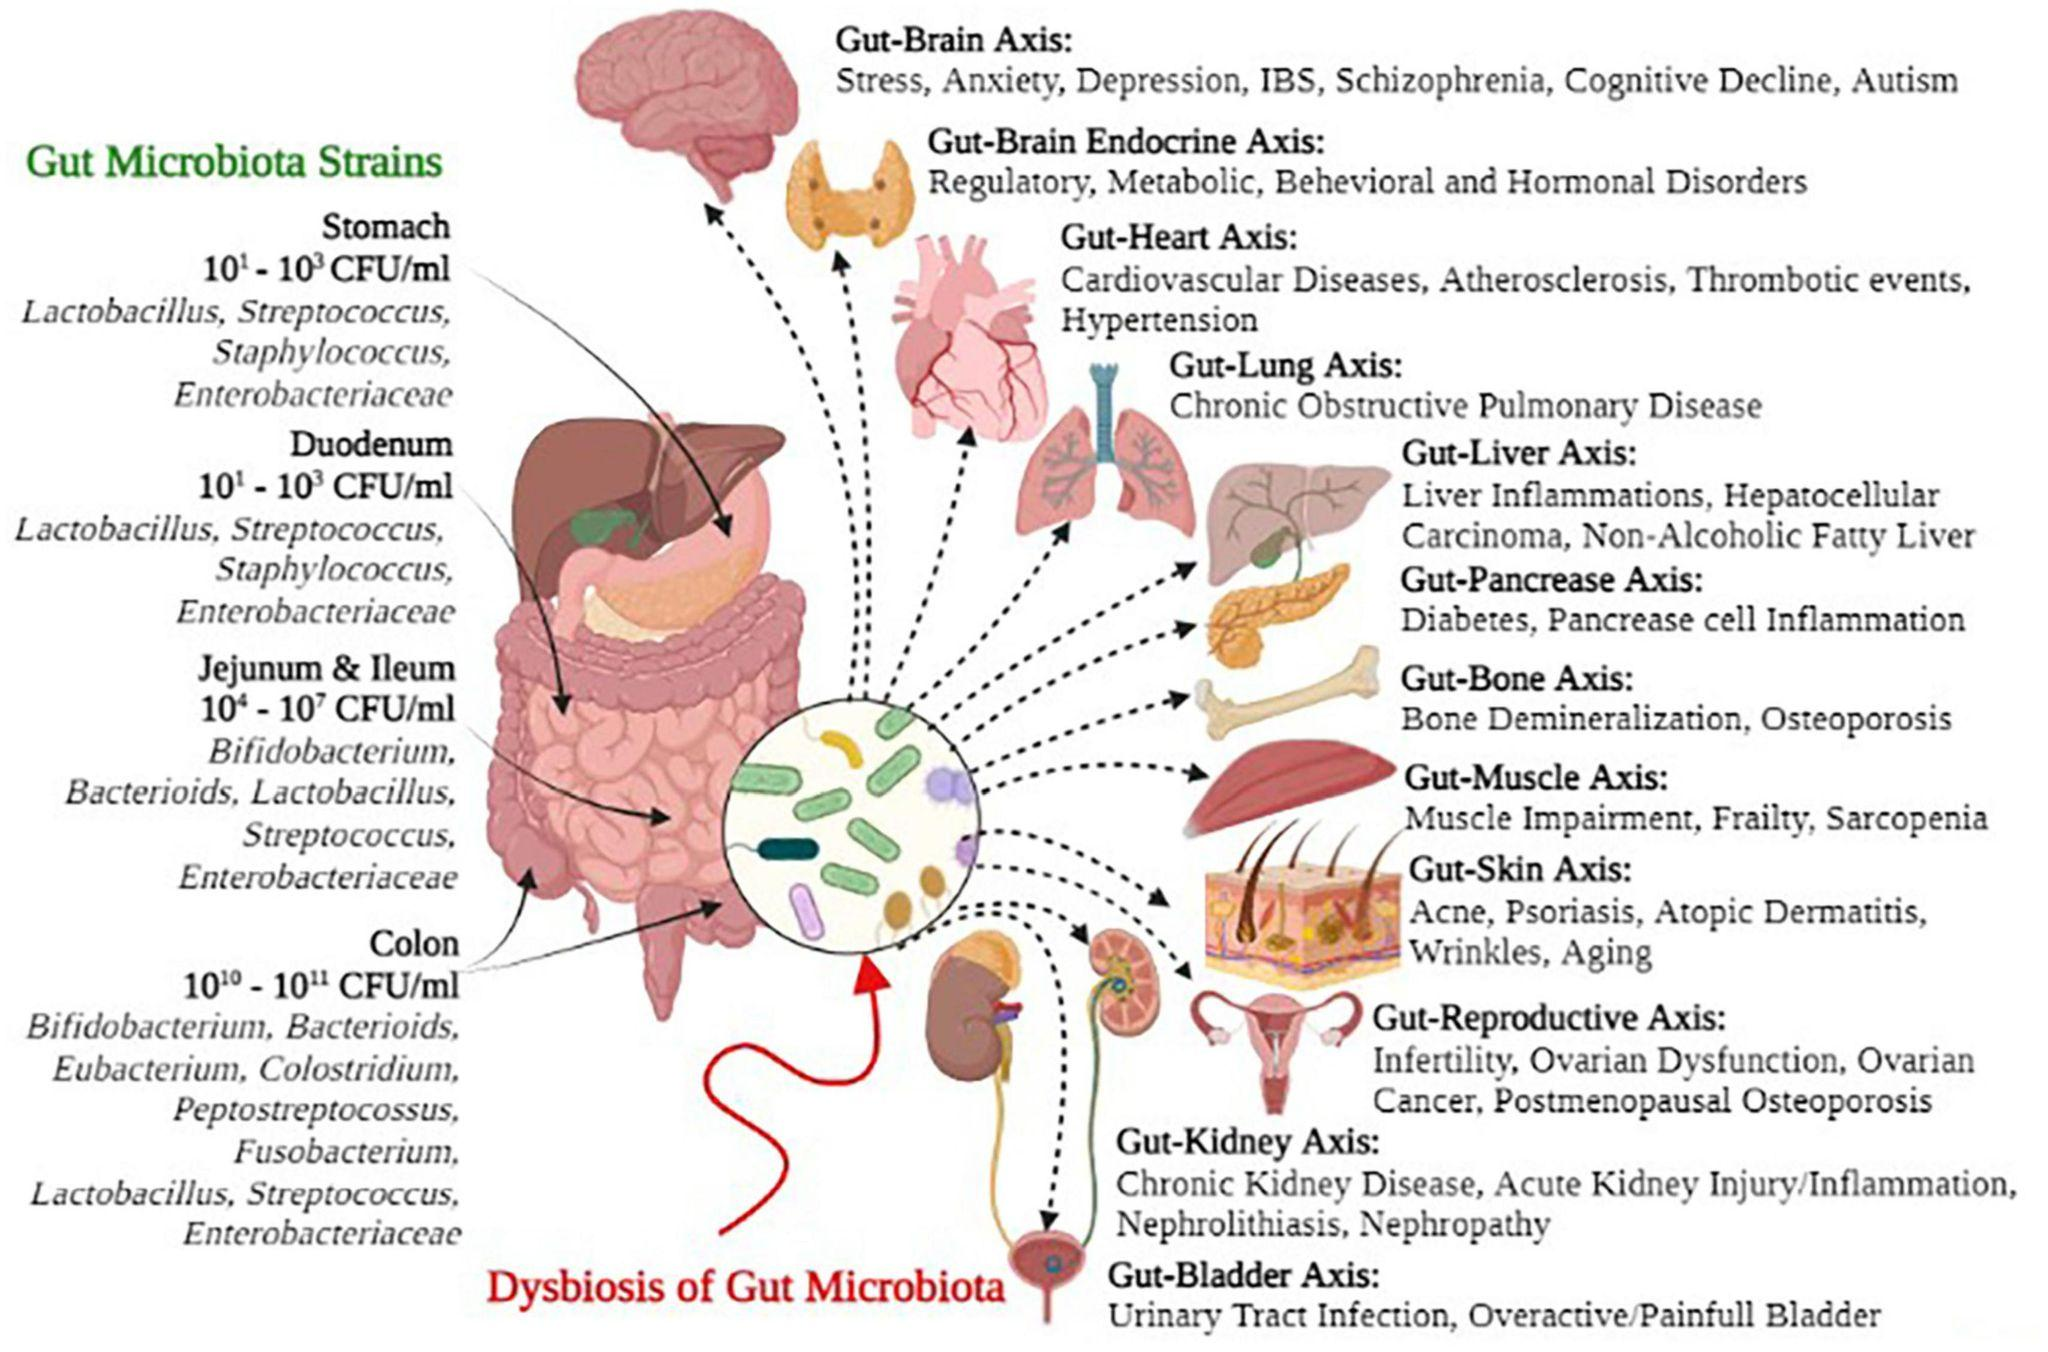 Gut Microbiota Strains
Stomach
10¹ - 10³ CFU/ml
Lactobacillus, Streptococcus,
Staphylococcus,
Enterobacteriaceae
Duodenum
10¹ - 10³ CFU/ml
Lactobacillus, Streptococcus,
Staphylococcus,
Enterobacteriaceae
Jejunum & Ileum
10⁴ - 10⁷ CFU/ml
Bifidobacterium,
Bacterioids, Lactobacillus,
Streptococcus,
Enterobacteriaceae
Colon
10¹⁰ - 10¹¹ CFU/ml
Bifidobacterium, Bacterioids,
Eubacterium, Colostridium,
Peptostreptocossus,
Fusobacterium,
Lactobacillus, Streptococcus,
Enterobacteriaceae
Gut-Brain Axis:
Stress, Anxiety, Depression, IBS, Schizophrenia, Cognitive Decline, Autism
Gut-Brain Endocrine Axis:
Regulatory, Metabolic, Behevioral and Hormonal Disorders
Gut-Heart Axis:
Cardiovascular Diseases, Atherosclerosis, Thrombotic events,
Hypertension
Gut-Lung Axis:
Chronic Obstructive Pulmonary Disease
Gut-Liver Axis:
Liver Inflammations, Hepatocellular
Carcinoma, Non-Alcoholic Fatty Liver
Gut-Pancrease Axis:
Diabetes, Pancrease cell Inflammation
Gut-Bone Axis:
Bone Demineralization, Osteoporosis
Gut-Muscle Axis:
Muscle Impairment, Frailty, Sarcopenia
Gut-Skin Axis:
Acne, Psoriasis, Atopic Dermatitis,
Wrinkles, Aging
Gut-Reproductive Axis:
Infertility, Ovarian Dysfunction, Ovarian
Cancer, Postmenopausal Osteoporosis
Gut-Kidney Axis:
Chronic Kidney Disease, Acute Kidney Injury/Inflammation,
Nephrolithiasis, Nephropathy
Gut-Bladder Axis:
Urinary Tract Infection, Overactive/Painfull Bladder
Dysbiosis of Gut Microbiota